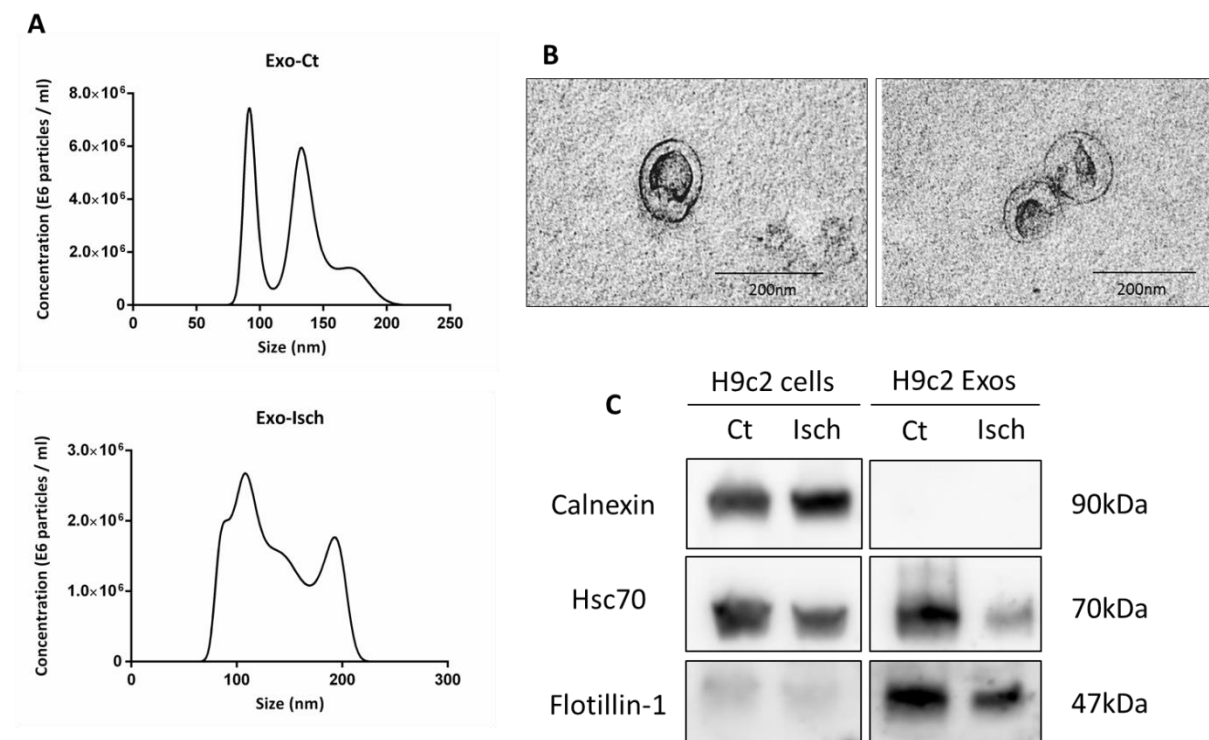 A
Exo-Ct
Concentration (E6 particles / ml)
8.0×10⁶
6.0×10⁶
4.0×10⁶
2.0×10⁶
0
0 50 100 150 200 250
Size (nm)
Exo-Isch
Concentration (E6 particles / ml)
3.0×10⁶
2.0×10⁶
1.0×10⁶
0
0 100 200 300
Size (nm)
B
200nm
200nm
C
H9c2 cells H9c2 Exos
Ct Isch Ct Isch
Calnexin 90kDa
Hsc70 70kDa
Flotillin-1 47kDa